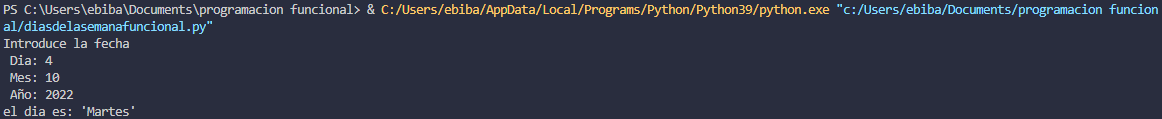 PS C:\Users\ebiba\Documents\programacion funcional> & C:/Users/ebiba/AppData/Local/Programs/Python/Python39/python.exe "c:/Users/ebiba/Documents/programacion funcion
al/diasdelasemanafuncional.py"
Introduce la fecha
 Dia: 4
 Mes: 10
 Año: 2022
el dia es: 'Martes'